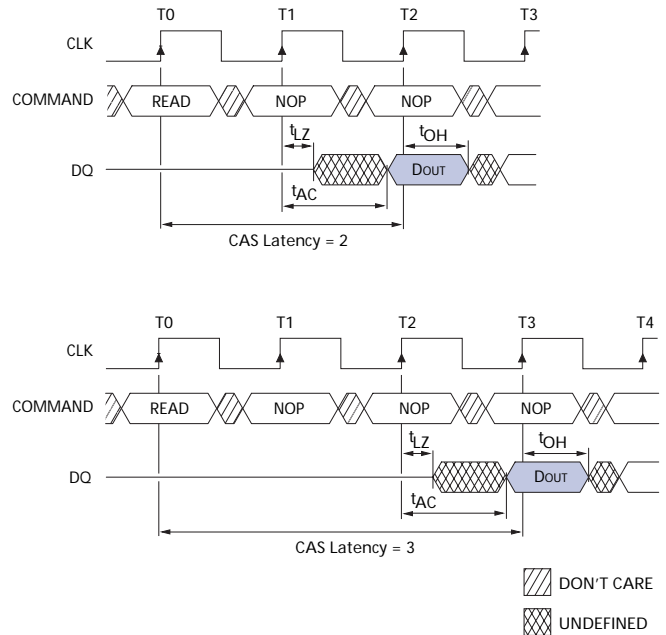 T0 T1 T2 T3
CLK
COMMAND READ NOP NOP
tLZ tOH
DQ DOUT
tAC
CAS Latency = 2
T0 T1 T2 T3 T4
CLK
COMMAND READ NOP NOP NOP
tLZ tOH
DQ DOUT
tAC
CAS Latency = 3
DON'T CARE
UNDEFINED